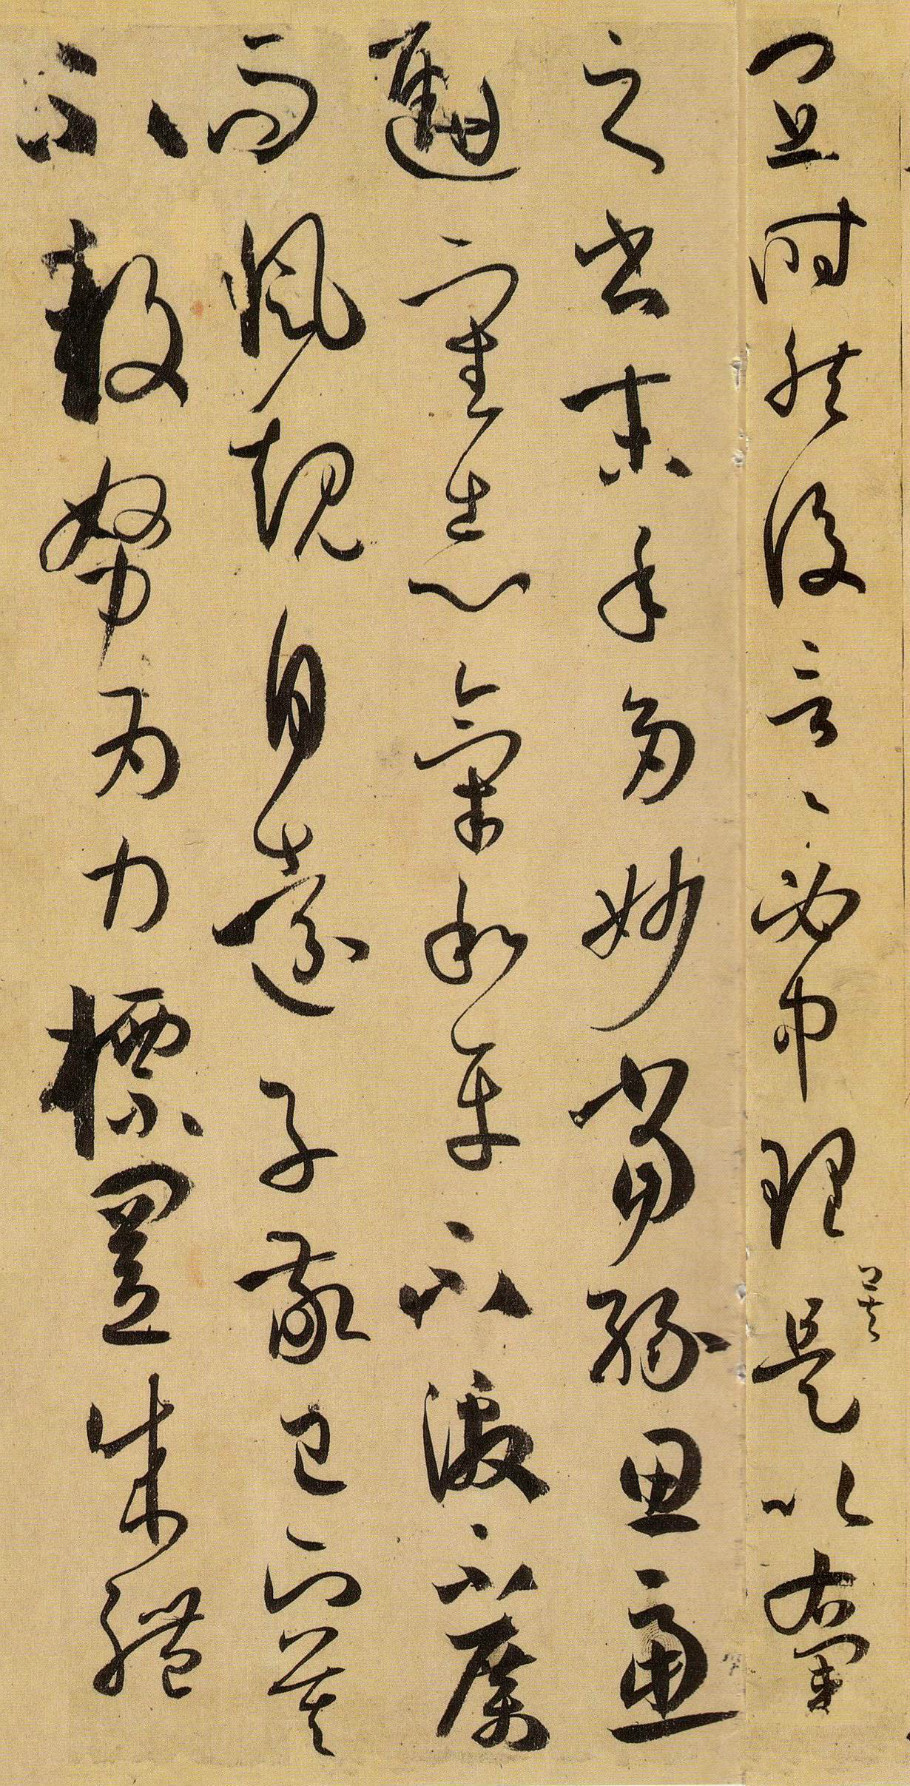 宜時然後言〻必中理矣是以右軍
之書末年多妙當緣思慮
通審志氣和平不激不厲
而風規自遠子敬已下莫
不鼓努為力標置成體